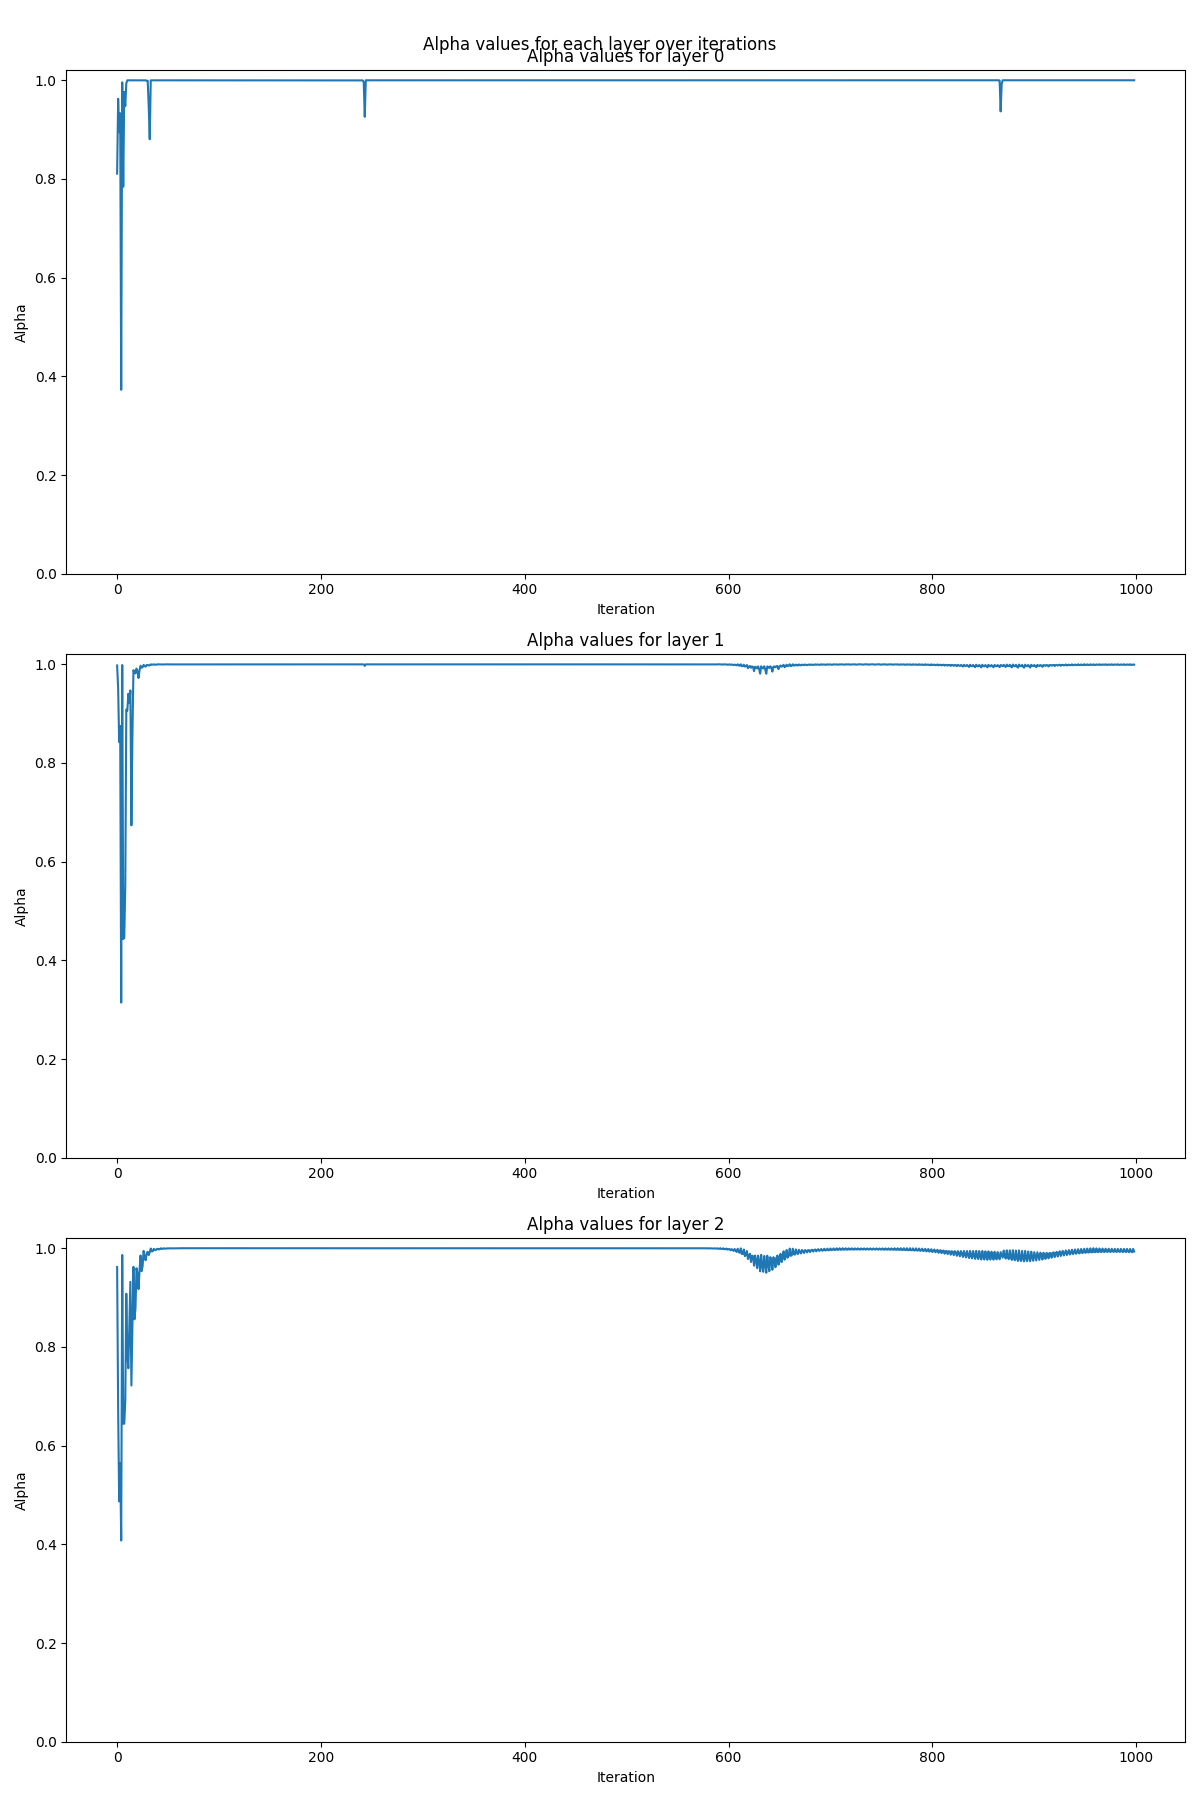 Alpha values for each layer over iterations
Alpha values for layer 0
1.0
0.8
0.6
0.4
0.2
0.0
Alpha
0 200 400 600 800 1000
Iteration
Alpha values for layer 1
1.0
0.8
0.6
0.4
0.2
0.0
Alpha
0 200 400 600 800 1000
Iteration
Alpha values for layer 2
1.0
0.8
0.6
0.4
0.2
0.0
Alpha
0 200 400 600 800 1000
Iteration